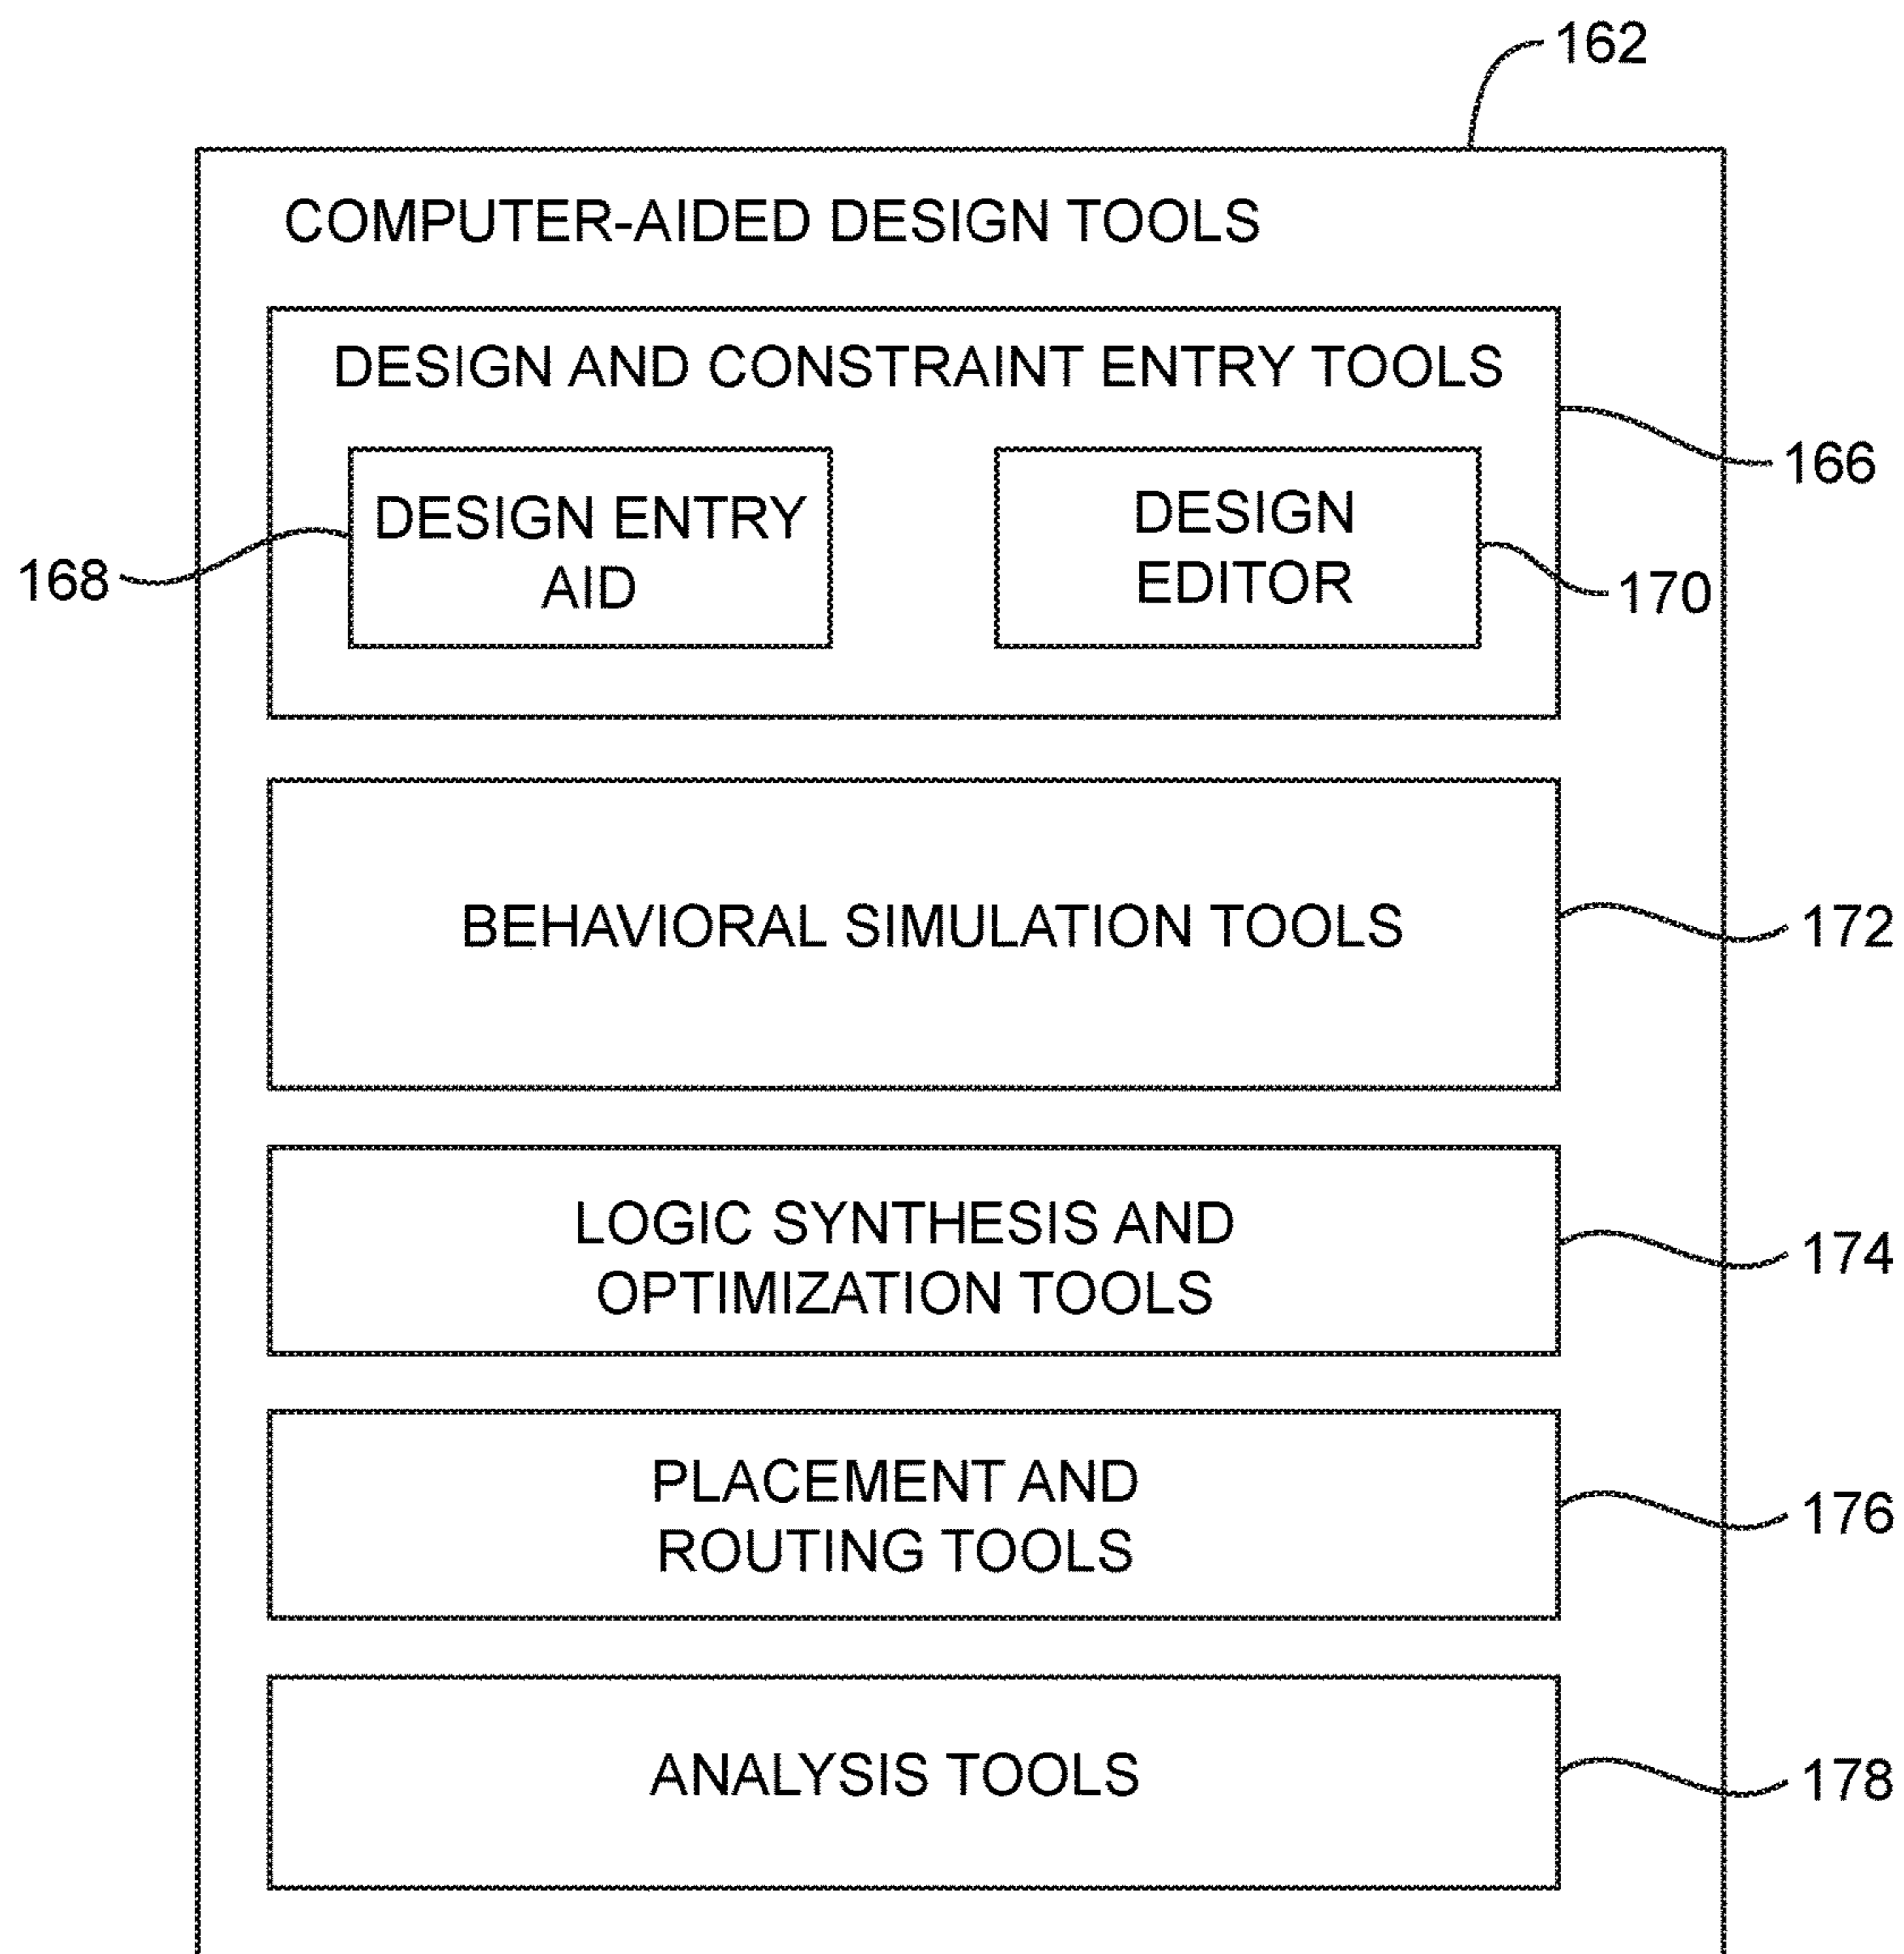 162
COMPUTER-AIDED DESIGN TOOLS
DESIGN AND CONSTRAINT ENTRY TOOLS
166
DESIGN ENTRY
AID
168
DESIGN
EDITOR
170
BEHAVIORAL SIMULATION TOOLS
172
LOGIC SYNTHESIS AND
OPTIMIZATION TOOLS
174
PLACEMENT AND
ROUTING TOOLS
176
ANALYSIS TOOLS
178